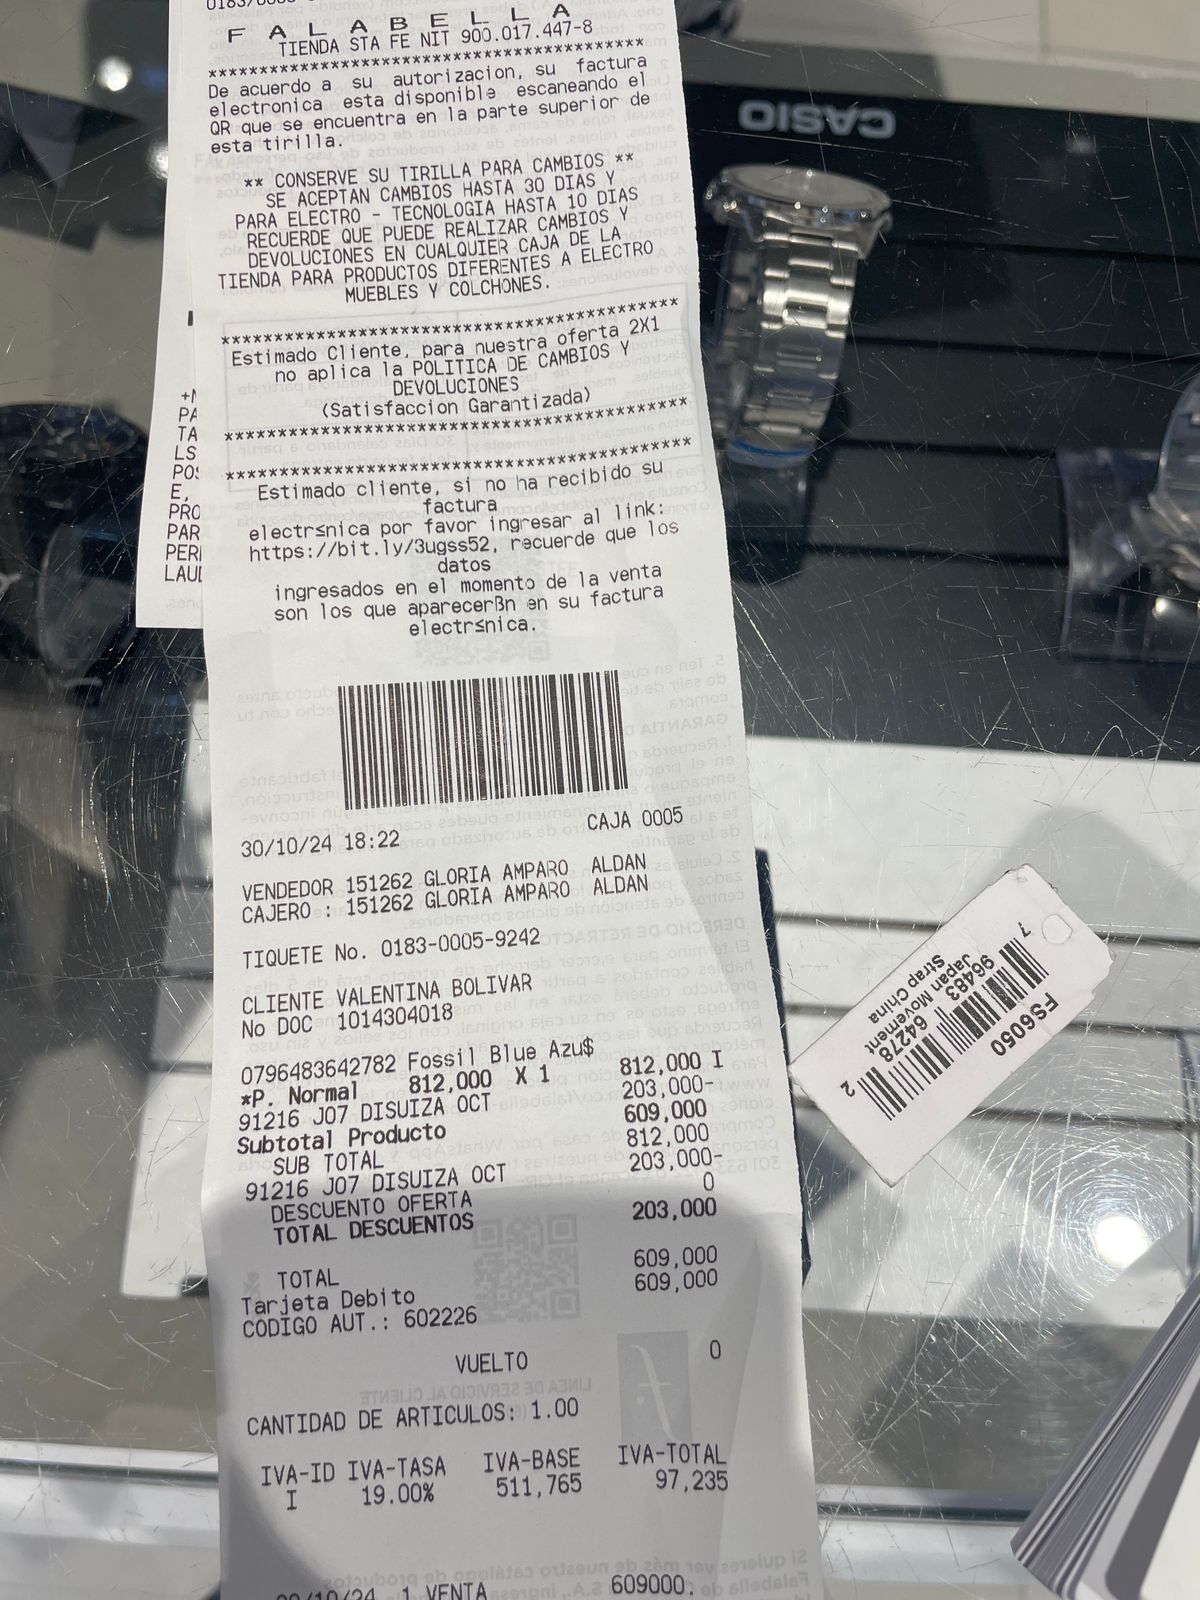 F A L A B E L L A
TIENDA STA FE NIT 900.017.447-8
****************************************
De acuerdo a su autorizacion, su factura
electronica esta disponible escaneando el
QR que se encuentra en la parte superior de
esta tirilla.
** CONSERVE SU TIRILLA PARA CAMBIOS **
SE ACEPTAN CAMBIOS HASTA 30 DIAS Y
PARA ELECTRO - TECNOLOGIA HASTA 10 DIAS
RECUERDE QUE PUEDE REALIZAR CAMBIOS Y
DEVOLUCIONES EN CUALQUIER CAJA DE LA
TIENDA PARA PRODUCTOS DIFERENTES A ELECTRO
MUEBLES Y COLCHONES.
****************************************
Estimado Cliente, para nuestra oferta 2X1
no aplica la POLITICA DE CAMBIOS Y
DEVOLUCIONES
(Satisfaccion Garantizada)
****************************************
****************************************
Estimado cliente, si no ha recibido su
factura
electr≤nica por favor ingresar al link:
https://bit.ly/3ugss52, recuerde que los
datos
ingresados en el momento de la venta
son los que aparecerßn en su factura
electr≤nica.
30/10/24 18:22 CAJA 0005
VENDEDOR 151262 GLORIA AMPARO ALDAN
CAJERO : 151262 GLORIA AMPARO ALDAN
TIQUETE No. 0183-0005-9242
CLIENTE VALENTINA BOLIVAR
No DOC 1014304018
0796483642782 Fossil Blue Azu$
*P. Normal 812,000 X 1 812,000 I
91216 J07 DISUIZA OCT 203,000-
Subtotal Producto 609,000
SUB TOTAL 812,000
91216 J07 DISUIZA OCT 203,000-
DESCUENTO OFERTA 0
TOTAL DESCUENTOS 203,000
TOTAL 609,000
Tarjeta Debito 609,000
CODIGO AUT.: 602226
VUELTO 0
CANTIDAD DE ARTICULOS: 1.00
IVA-ID IVA-TASA IVA-BASE IVA-TOTAL
I 19.00% 511,765 97,235
1 VENTA 609000.
+N
PA
TA
LS
POS
E,
PRO
PAR
PER
LAU
CASIO
FS6050
7 96483 64278 2
Japan Movement
Strap China